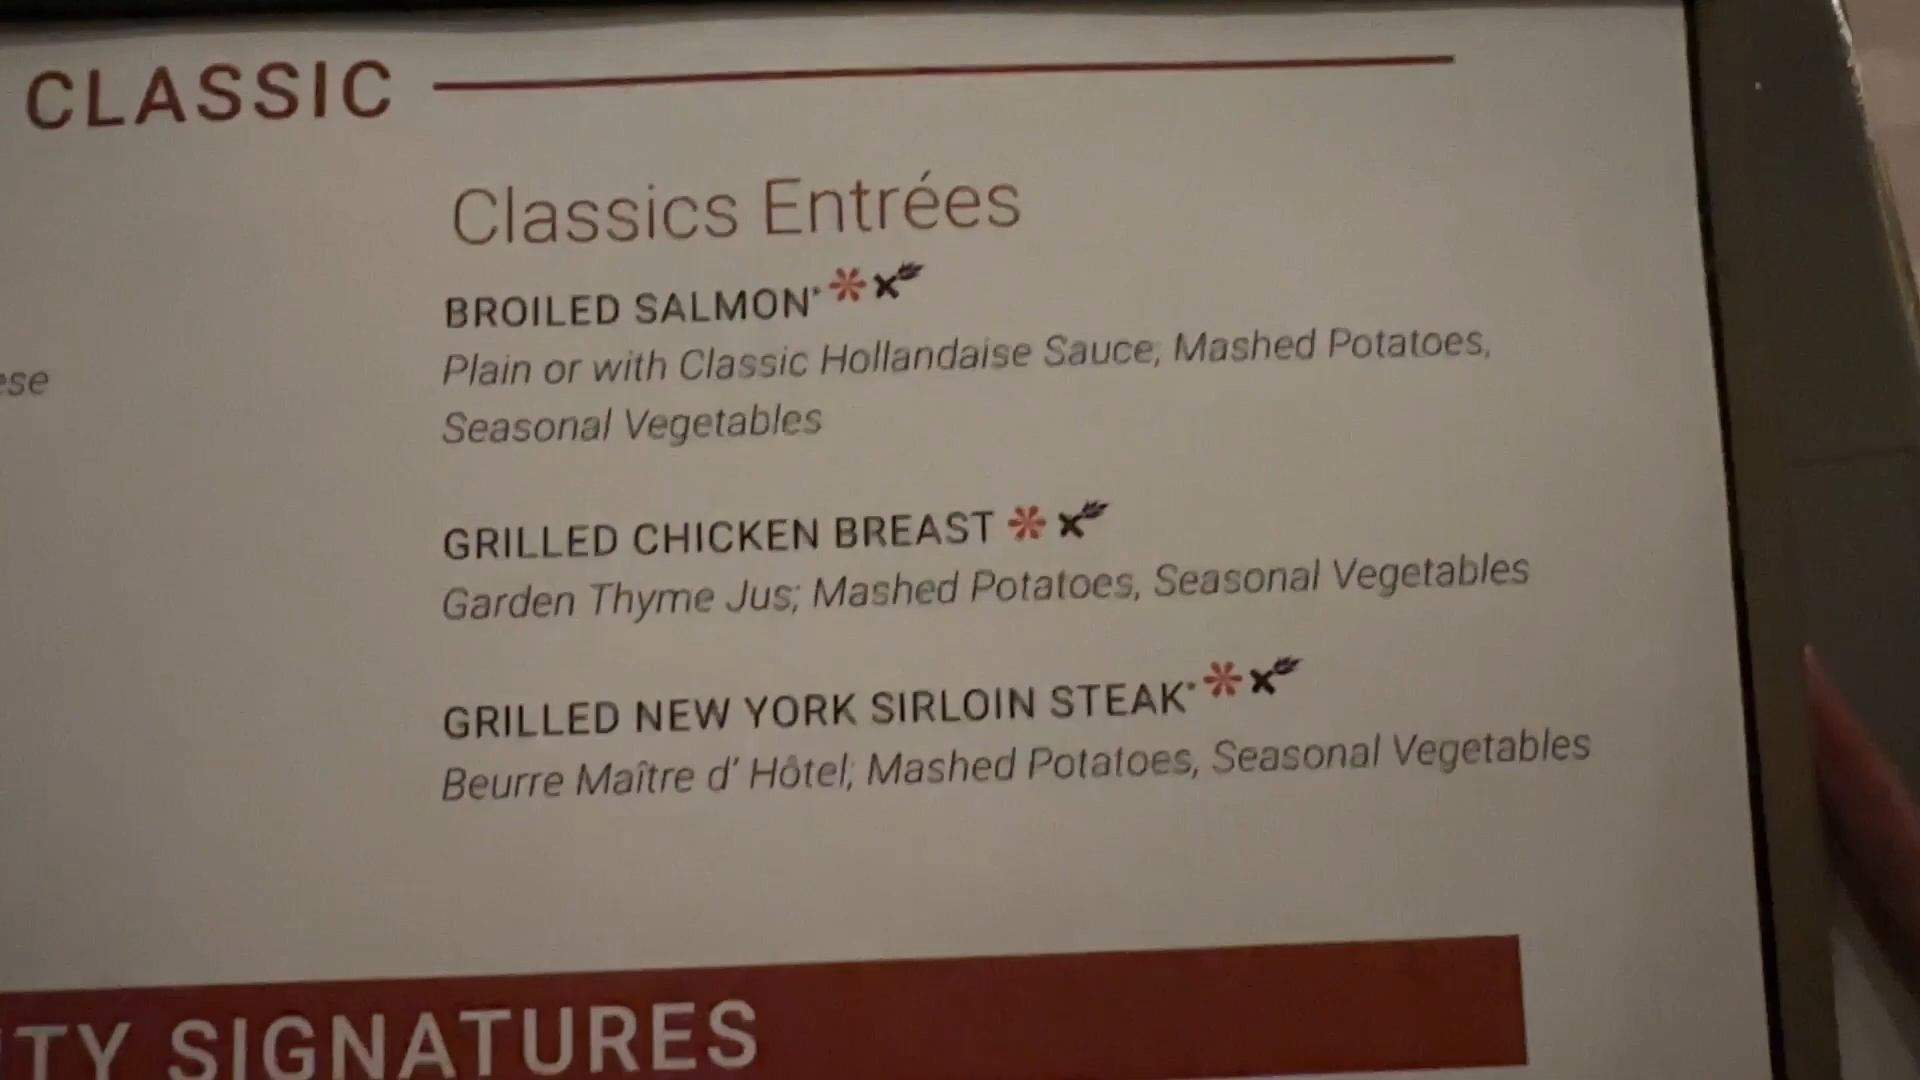 CLASSIC
Classics Entrées
BROILED SALMON*
Plain or with Classic Hollandaise Sauce; Mashed Potatoes,
Seasonal Vegetables
GRILLED CHICKEN BREAST
Garden Thyme Jus; Mashed Potatoes, Seasonal Vegetables
GRILLED NEW YORK SIRLOIN STEAK*
Beurre Maître d' Hôtel; Mashed Potatoes, Seasonal Vegetables
SIGNATURES